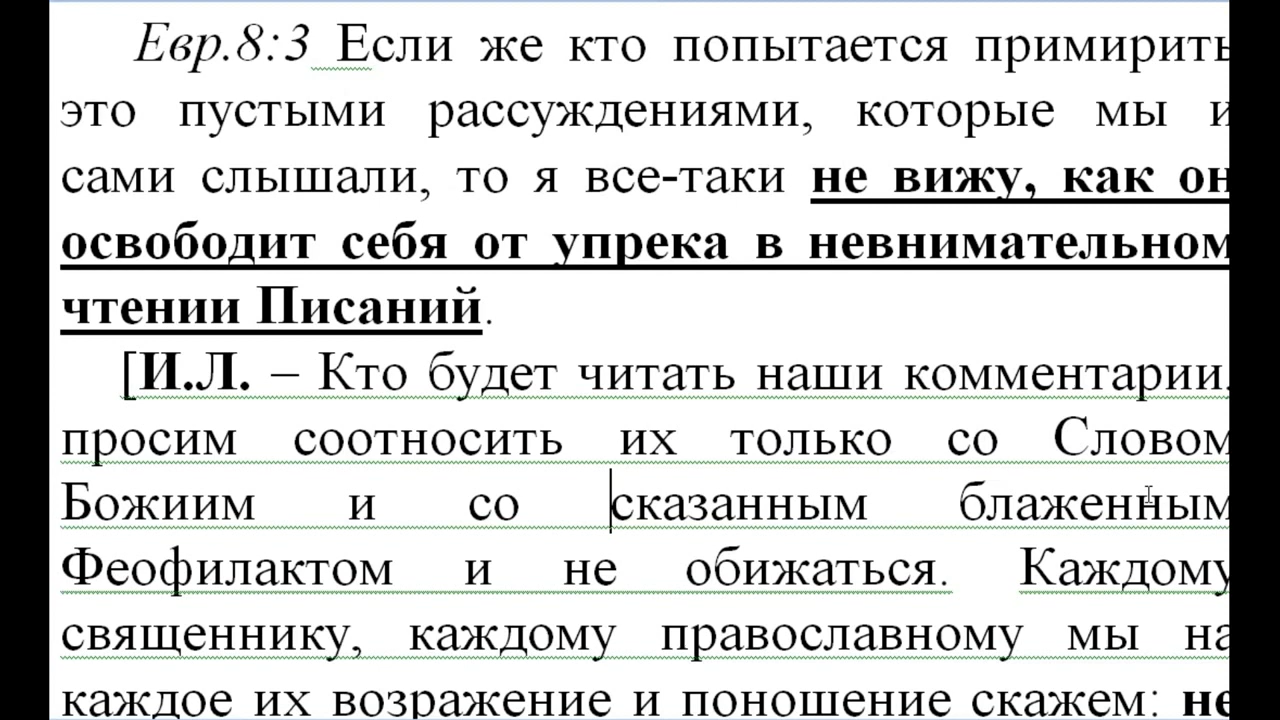 Евр.8:3 Если же кто попытается примирить
это пустыми рассуждениями, которые мы и
сами слышали, то я все-таки не вижу, как он
освободит себя от упрека в невнимательном
чтении Писаний.
[И.Л. – Кто будет читать наши комментарии,
просим соотносить их только со Словом
Божиим и со сказанным блаженным
Феофилактом и не обижаться. Каждому
священнику, каждому православному мы на
каждое их возражение и поношение скажем: не